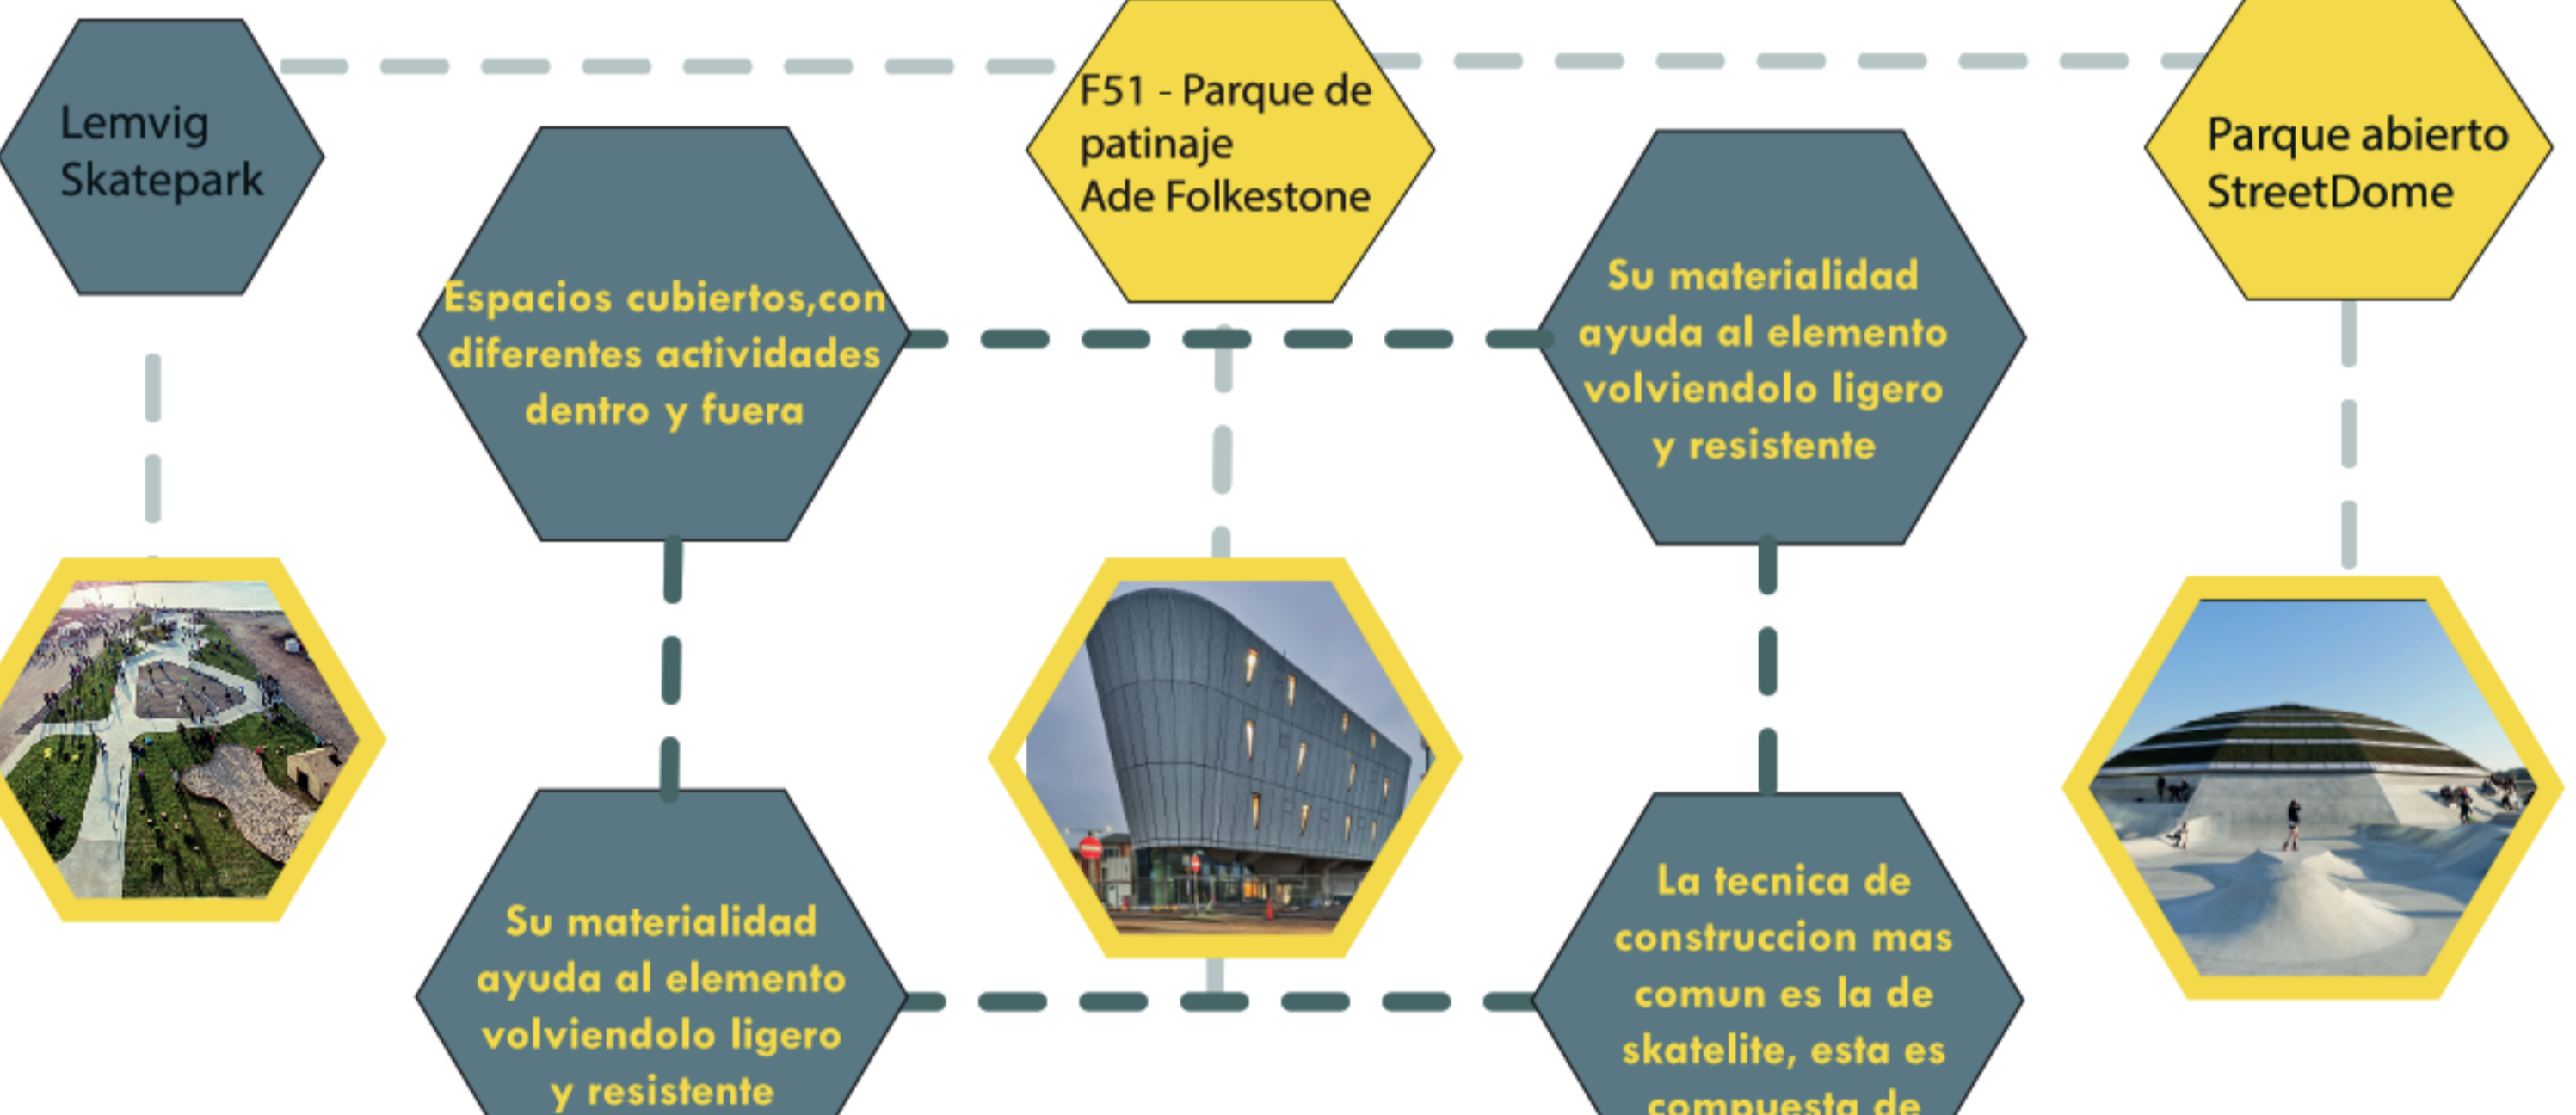 Lemvig
Skatepark
F51 - Parque de
patinaje
Ade Folkestone
Parque abierto
StreetDome
Espacios cubiertos,con
diferentes actividades
dentro y fuera
Su materialidad
ayuda al elemento
volviendolo ligero
y resistente
Su materialidad
ayuda al elemento
volviendolo ligero
y resistente
La tecnica de
construccion mas
comun es la de
skatelite, esta es
compuesta de